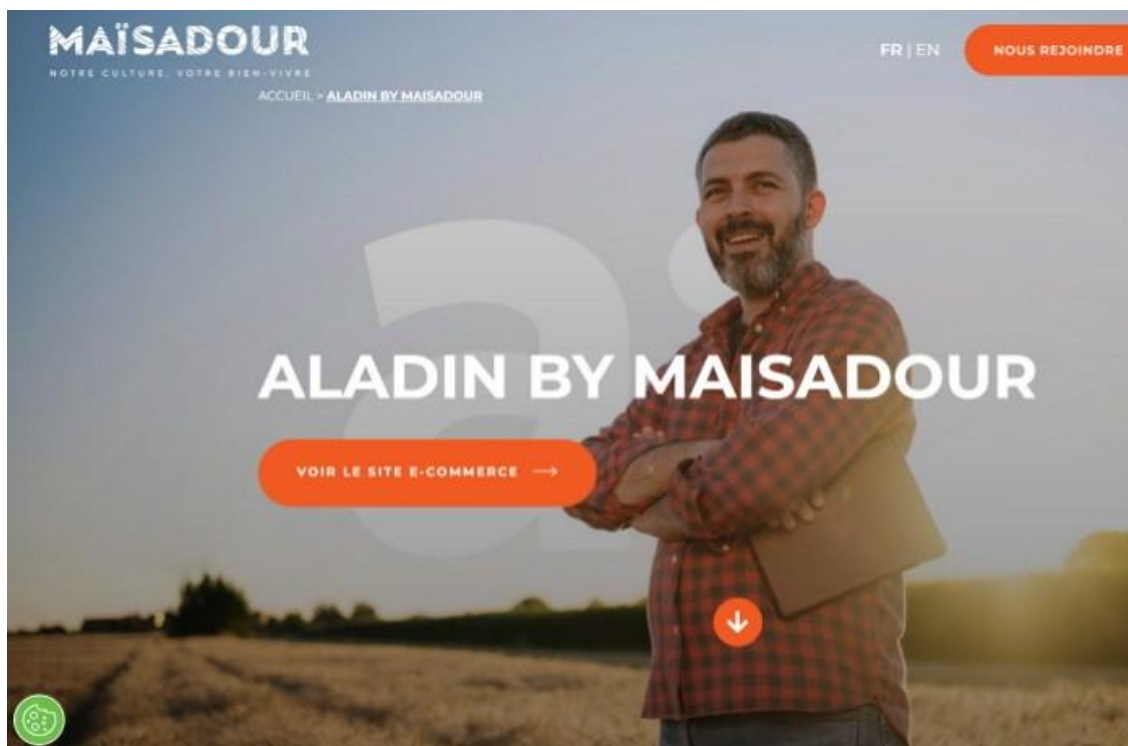 MAÏSADOUR
NOTRE CULTURE, VOTRE BIEN-VIVRE
FR | EN
NOUS REJOINDRE
ACCUEIL > ALADIN BY MAISADOUR
ai
ALADIN BY MAISADOUR
VOIR LE SITE E-COMMERCE →